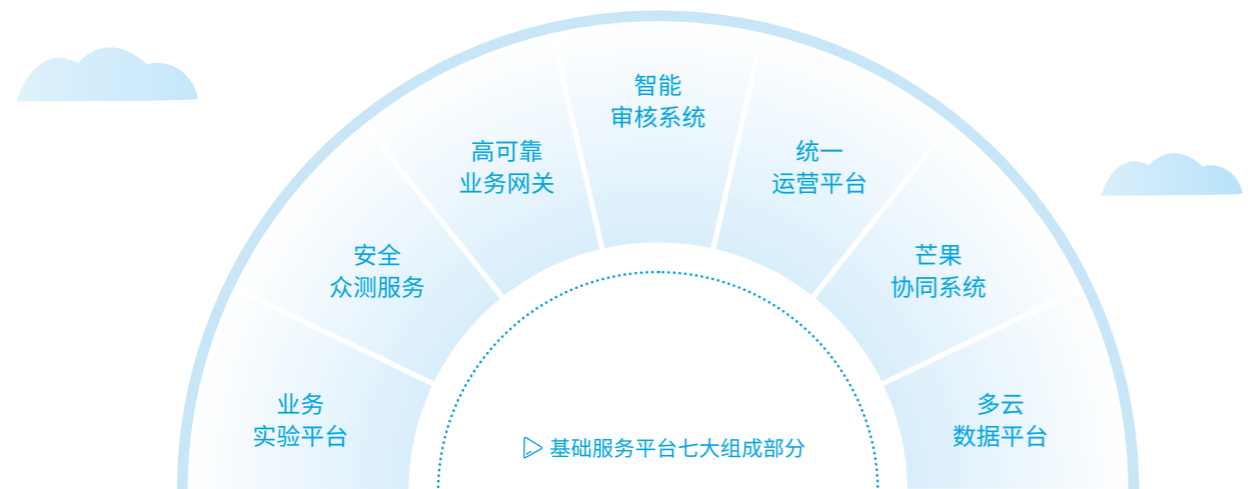 业务
实验平台
安全
众测服务
高可靠
业务网关
智能
审核系统
统一
运营平台
芒果
协同系统
多云
数据平台
基础服务平台七大组成部分